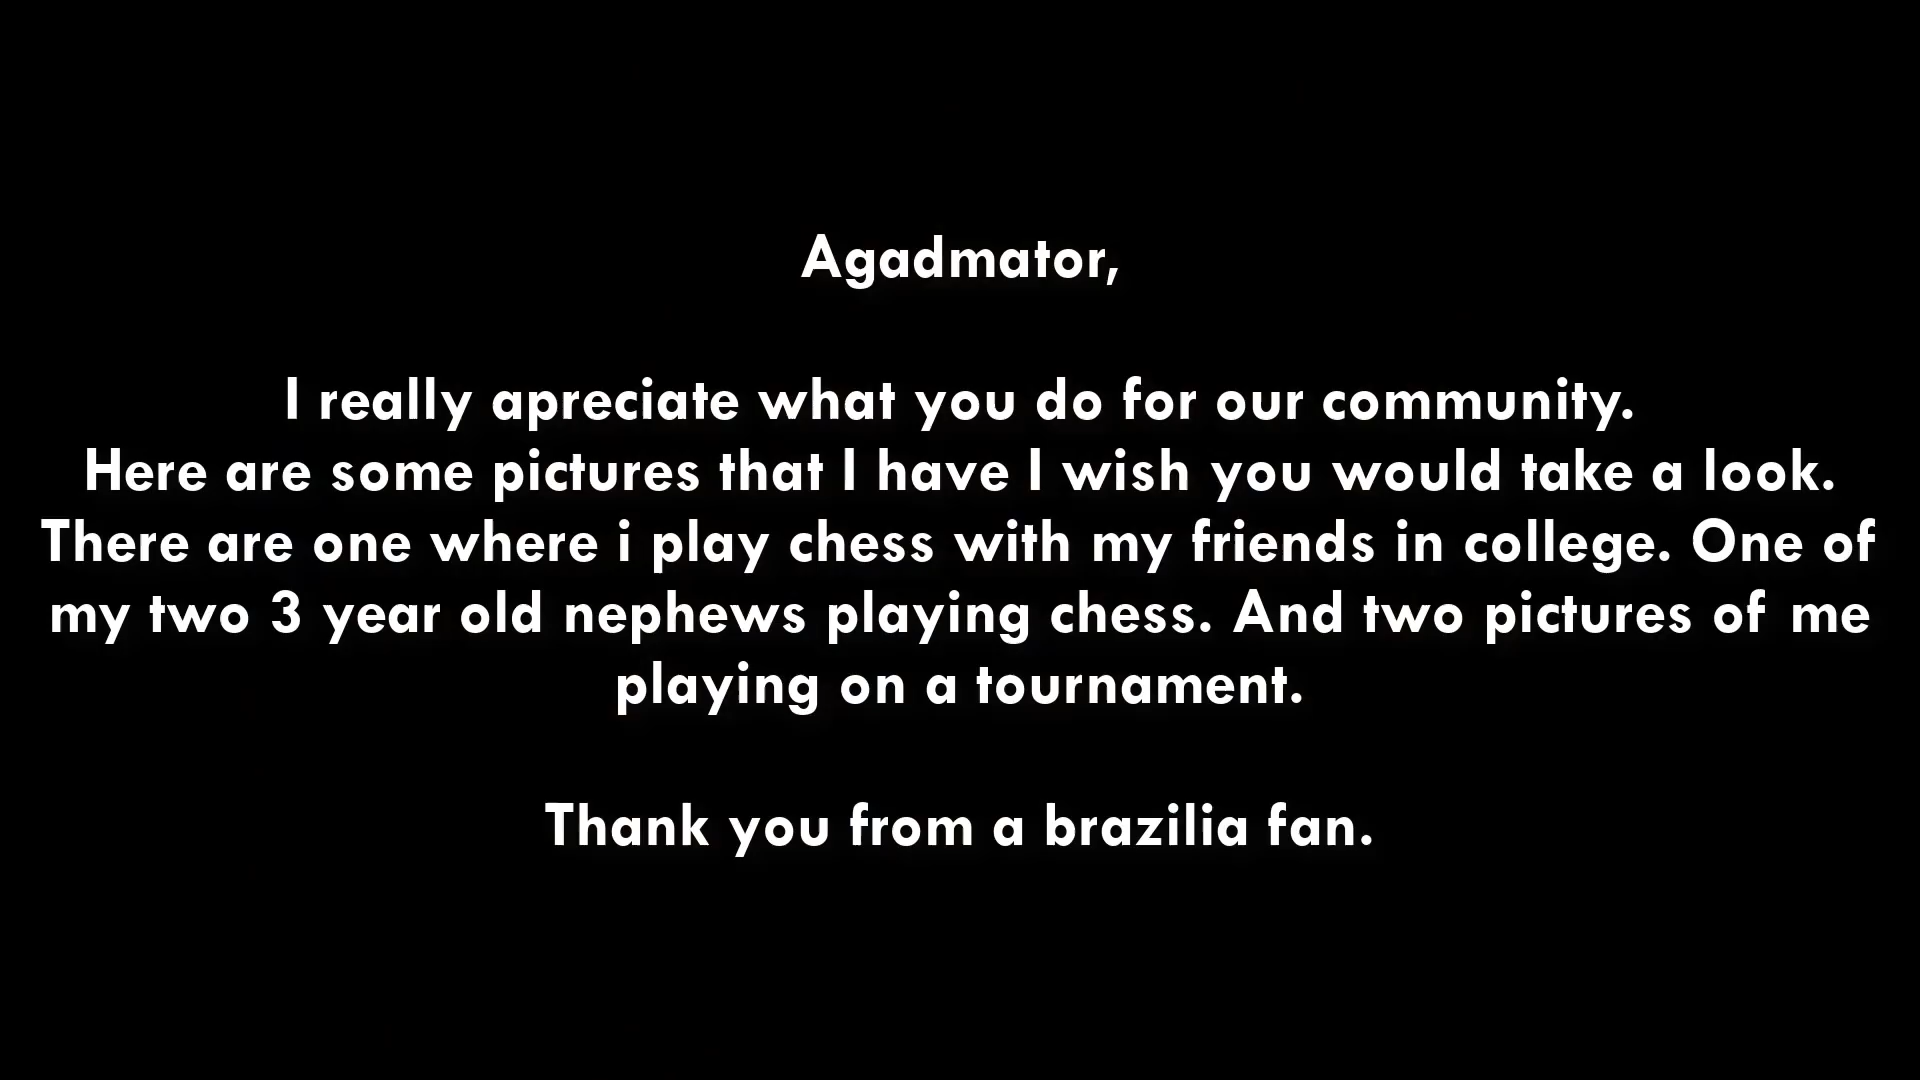 Agadmator,
I really apreciate what you do for our community.
Here are some pictures that I have I wish you would take a look.
There are one where i play chess with my friends in college. One of
my two 3 year old nephews playing chess. And two pictures of me
playing on a tournament.
Thank you from a brazilia fan.